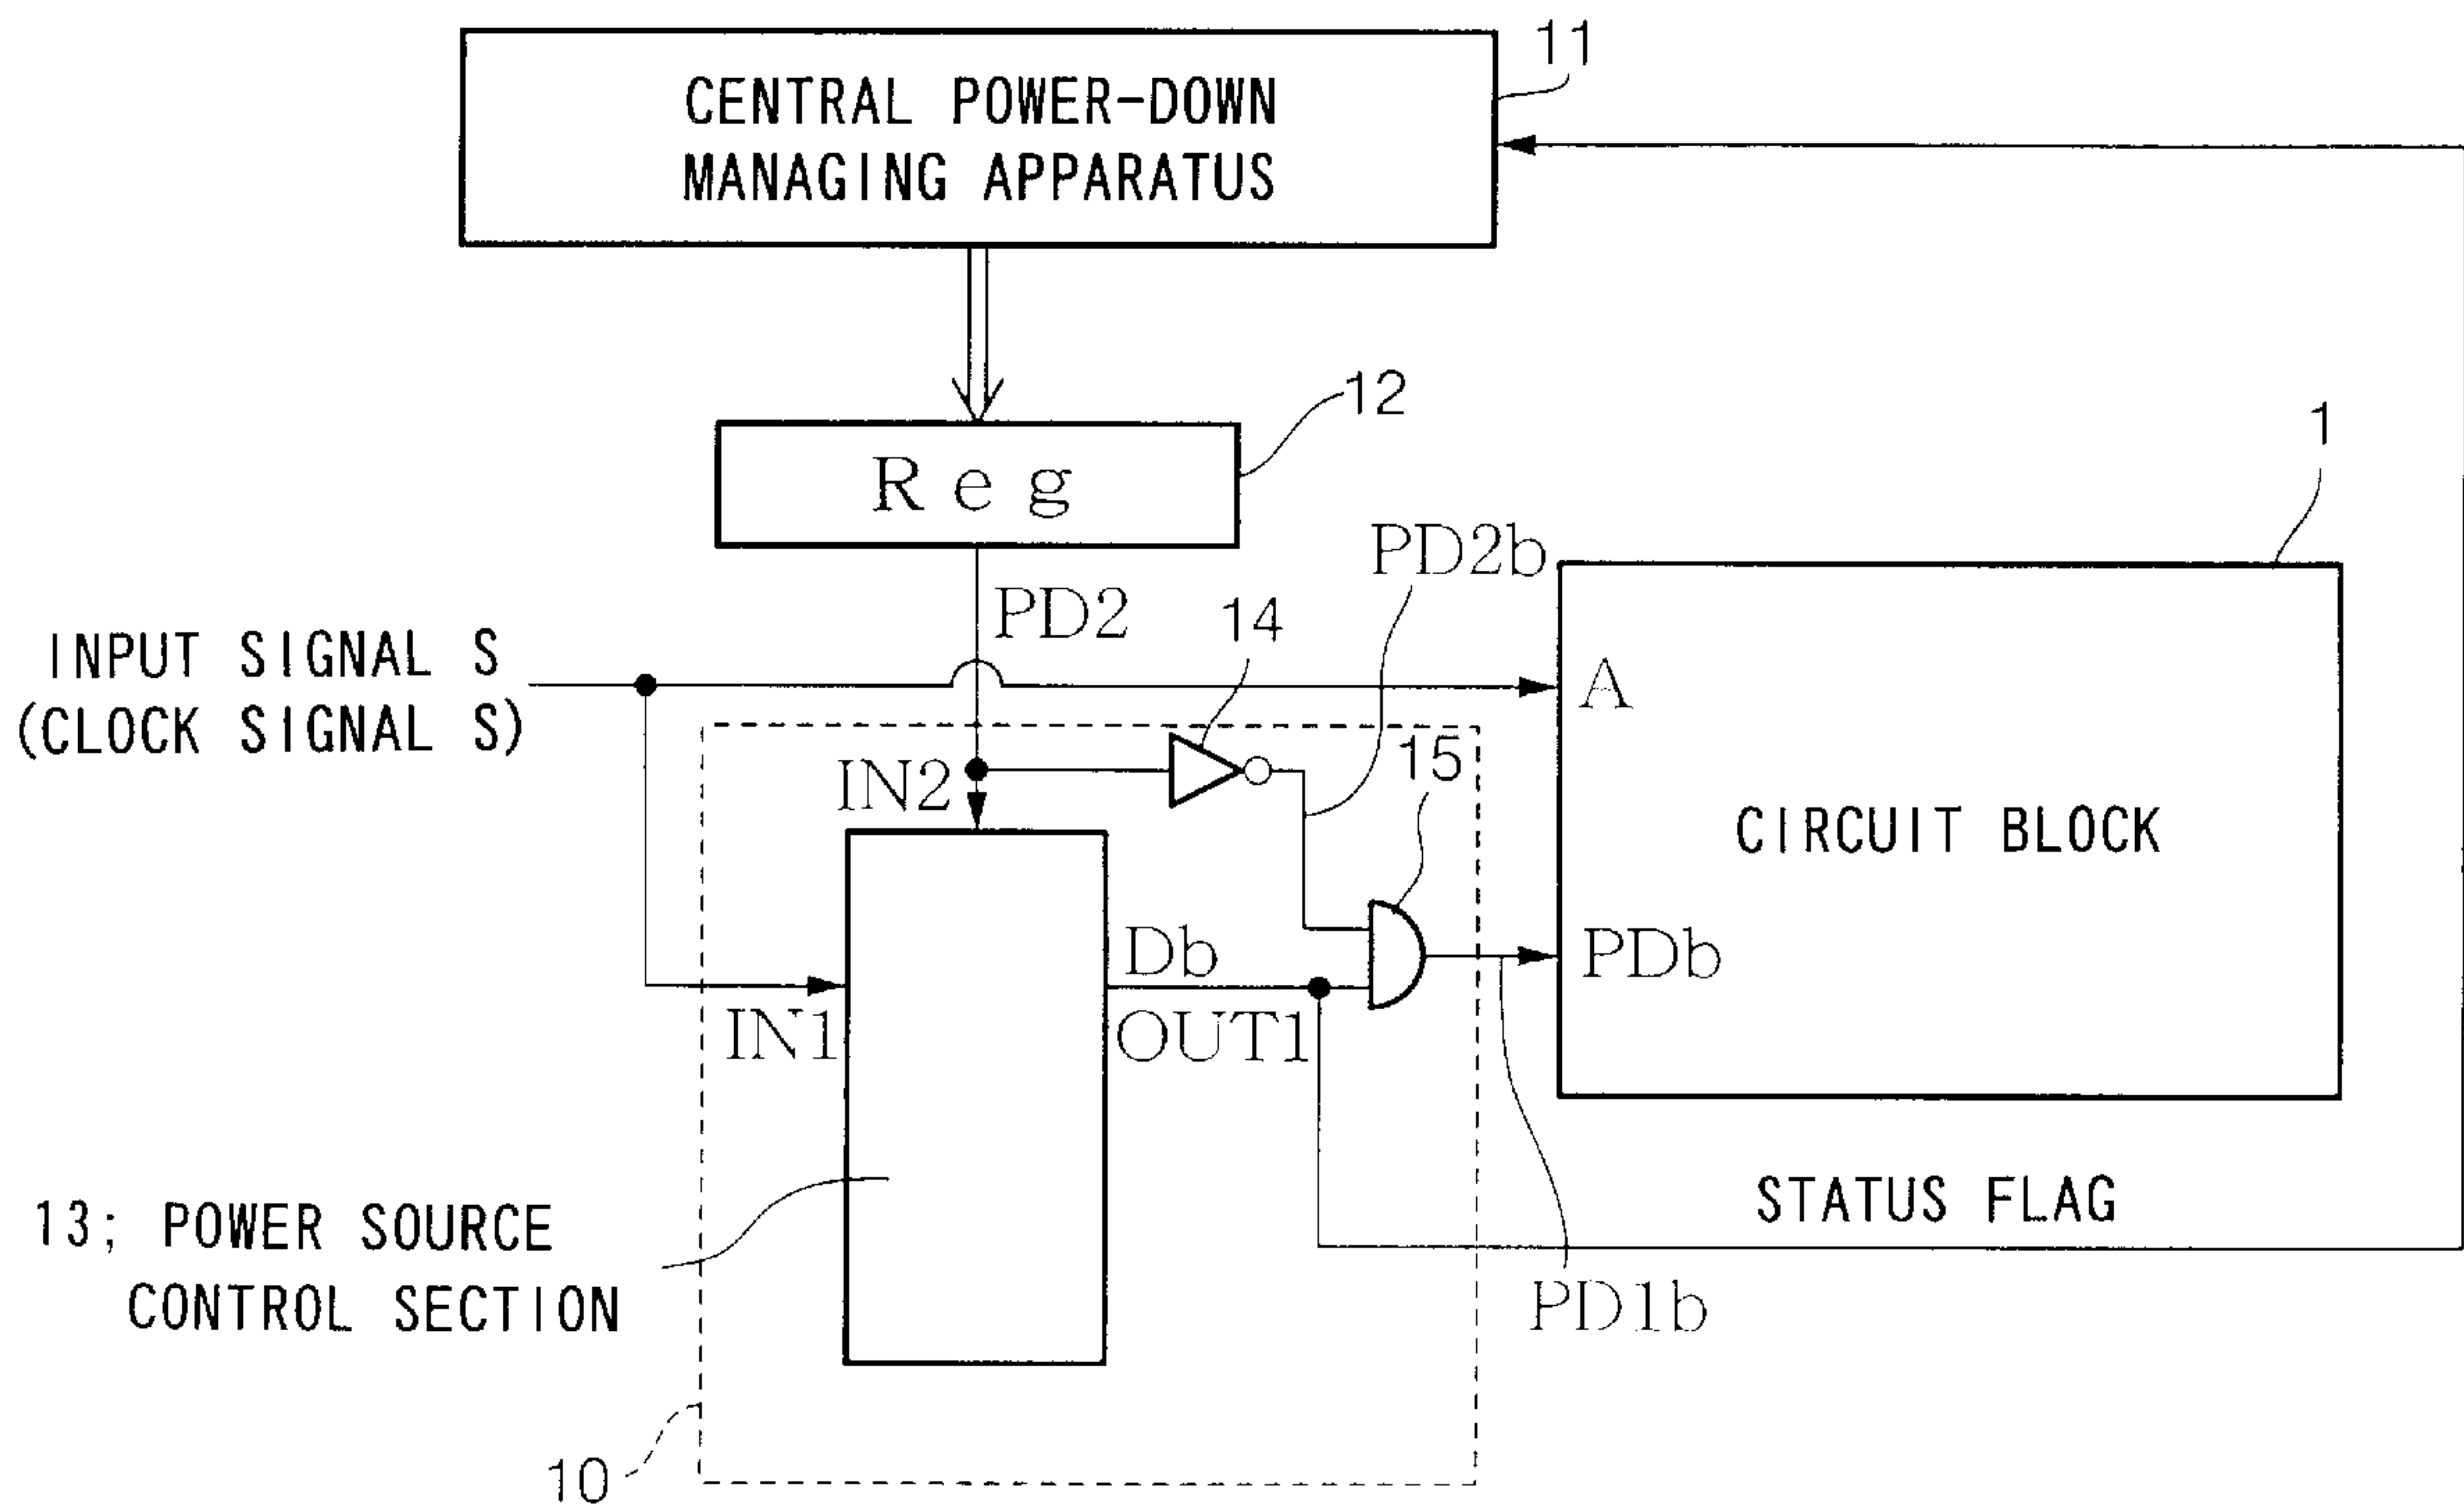 11
CENTRAL POWER-DOWN
MANAGING APPARATUS
12
Reg
1
PD2b
PD2
14
INPUT SIGNAL S
(CLOCK SIGNAL S)
A
15
IN2
CIRCUIT BLOCK
Db
PDb
IN1
OUT1
STATUS FLAG
13; POWER SOURCE
CONTROL SECTION
PD1b
10